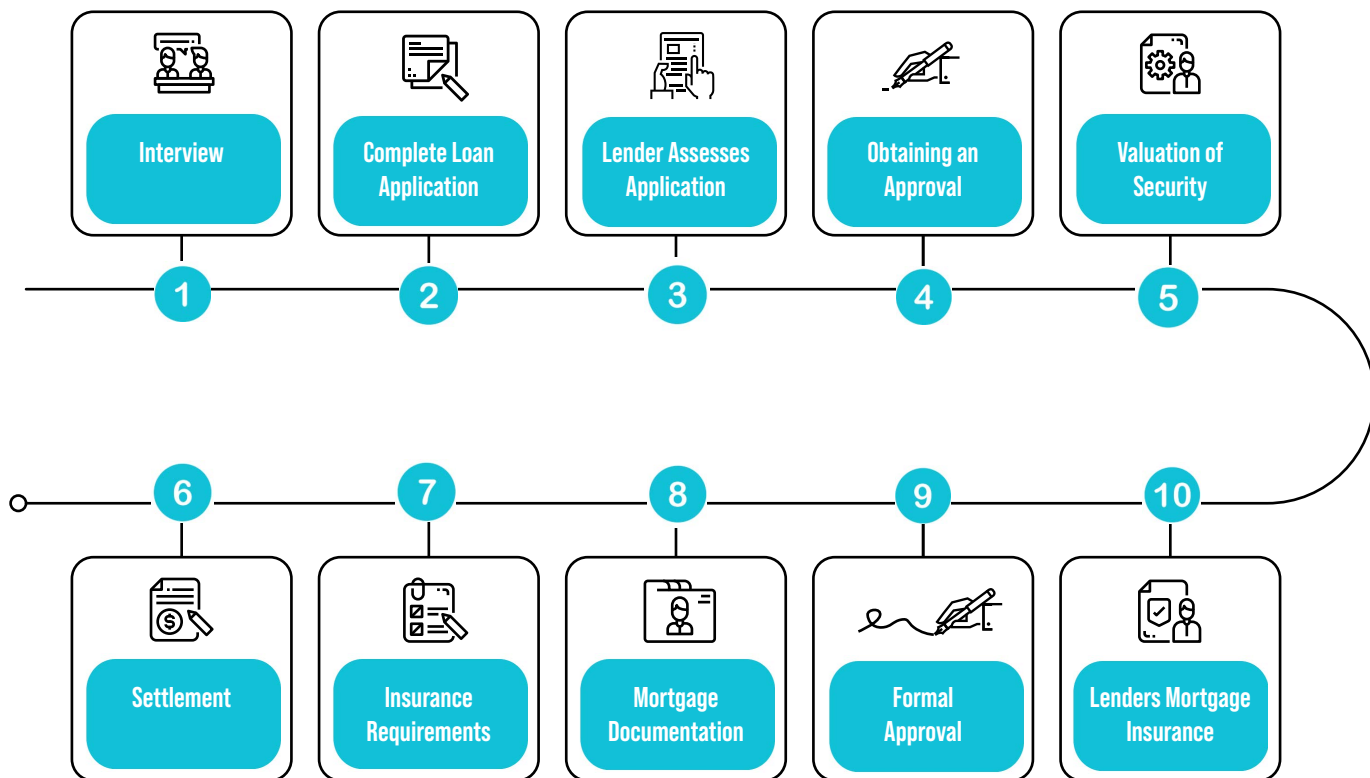 Interview
Complete Loan
Application
Lender Assesses
Application
Obtaining an
Approval
Valuation of
Security
1
2
3
4
5
6
7
8
9
10
$
Settlement
Insurance
Requirements
Mortgage
Documentation
Formal
Approval
Lenders Mortgage
Insurance